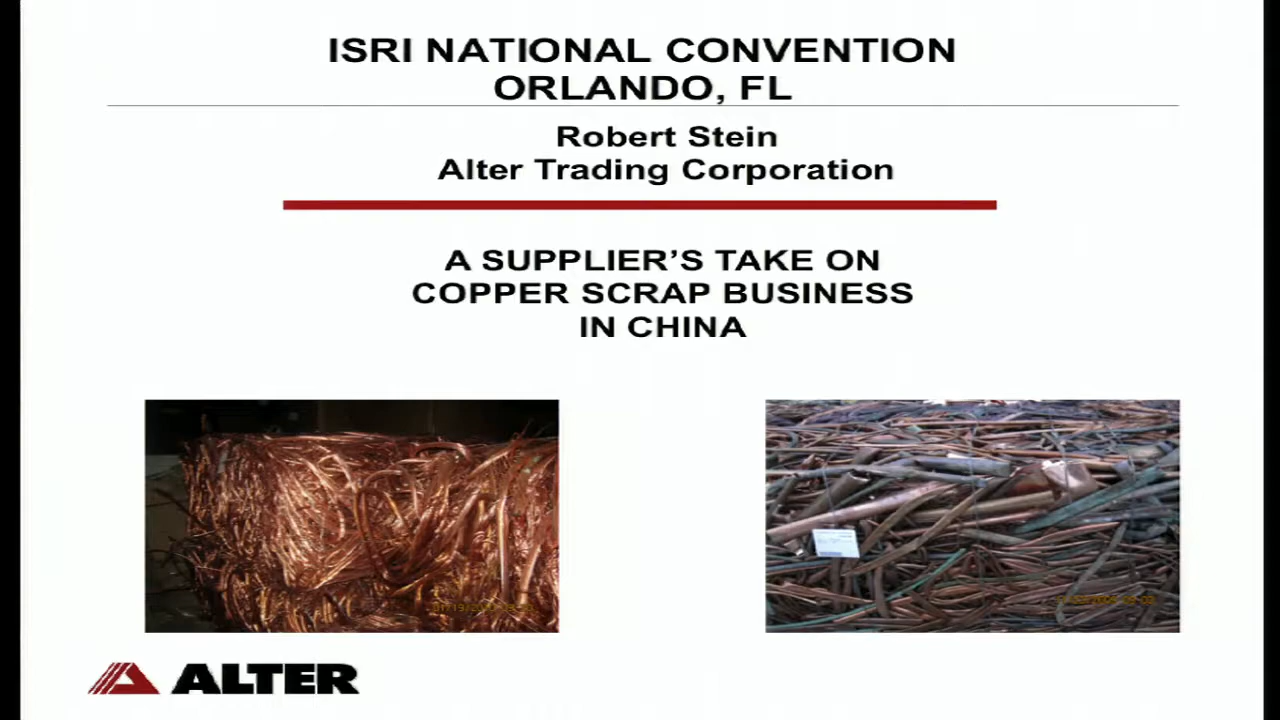 ISRI NATIONAL CONVENTION
ORLANDO, FL
Robert Stein
Alter Trading Corporation
A SUPPLIER'S TAKE ON
COPPER SCRAP BUSINESS
IN CHINA
ALTER